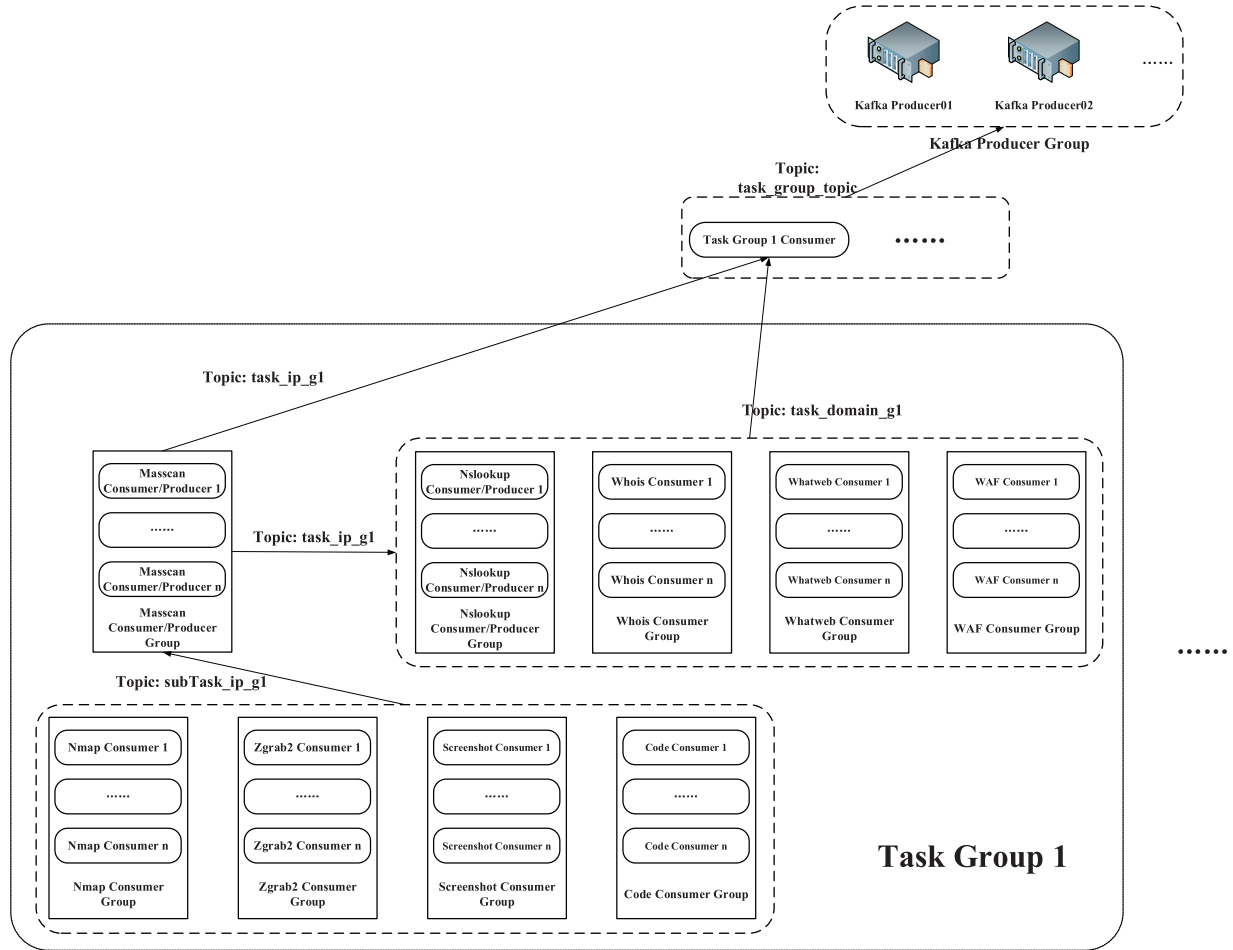 ......
Kafka Producer01
Kafka Producer02
Kafka Producer Group
Topic:
task_group_topic
Task Group 1 Consumer
......
Topic: task_ip_g1
Topic: task_domain_g1
Masscan
Consumer/Producer 1
......
Masscan
Consumer/Producer n
Masscan
Consumer/Producer
Group
Topic: task_ip_g1
Nslookup
Consumer/Producer 1
......
Nslookup
Consumer/Producer n
Nslookup
Consumer/Producer
Group
Whois Consumer 1
......
Whois Consumer n
Whois Consumer
Group
Whatweb Consumer 1
......
Whatweb Consumer n
Whatweb Consumer
Group
WAF Consumer 1
......
WAF Consumer n
WAF Consumer Group
......
Topic: subTask_ip_g1
Nmap Consumer 1
......
Nmap Consumer n
Nmap Consumer
Group
Zgrab2 Consumer 1
......
Zgrab2 Consumer n
Zgrab2 Consumer
Group
Screenshot Consumer 1
......
Screenshot Consumer n
Screenshot Consumer
Group
Code Consumer 1
......
Code Consumer n
Code Consumer Group
Task Group 1